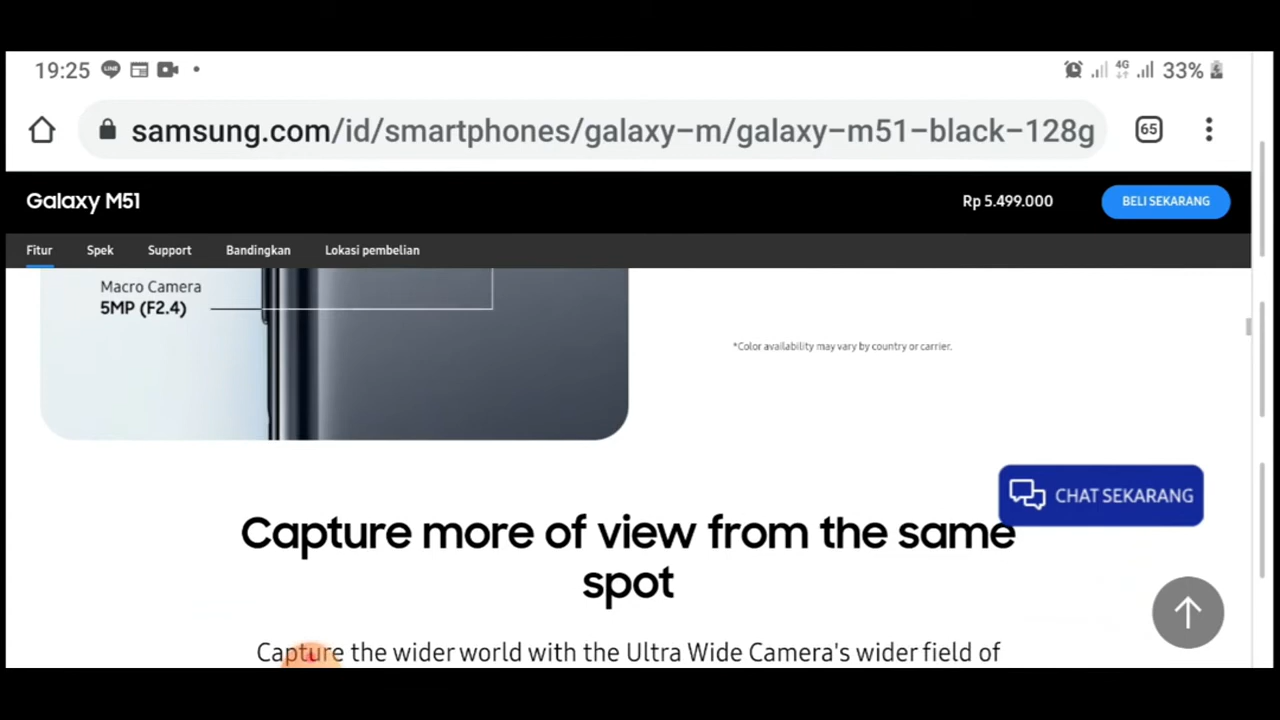 19:25 LINE 4G 33%
samsung.com/id/smartphones/galaxy-m/galaxy-m51-black-128g 65
Galaxy M51 Rp 5.499.000 BELI SEKARANG
Fitur Spek Support Bandingkan Lokasi pembelian
Macro Camera
5MP (F2.4)
*Color availability may vary by country or carrier.
CHAT SEKARANG
Capture more of view from the same
spot
Capture the wider world with the Ultra Wide Camera's wider field of